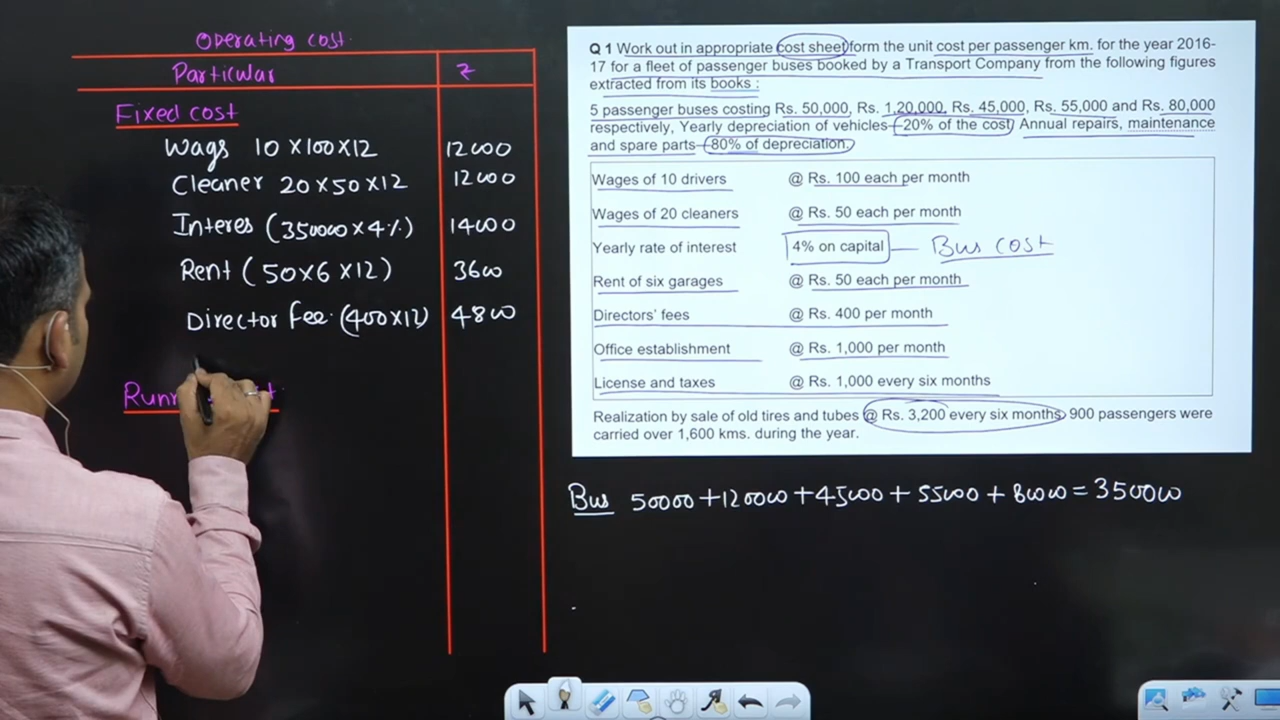 Operating cost.
Particular ₹
Fixed cost
Wags 10×100×12 12000
Cleaner 20×50×12 12000
Interes (350000×4%) 14000
Rent (50×6×12) 3600
Director fee. (400×12) 4800
Q 1 Work out in appropriate cost sheet form the unit cost per passenger km. for the year 2016-
17 for a fleet of passenger buses booked by a Transport Company from the following figures
extracted from its books :
5 passenger buses costing Rs. 50,000, Rs. 1,20,000, Rs. 45,000, Rs. 55,000 and Rs. 80,000
respectively, Yearly depreciation of vehicles – 20% of the cost, Annual repairs, maintenance
and spare parts – 80% of depreciation.
Wages of 10 drivers @ Rs. 100 each per month
Wages of 20 cleaners @ Rs. 50 each per month
Yearly rate of interest 4% on capital Bus cost
Rent of six garages @ Rs. 50 each per month
Directors' fees @ Rs. 400 per month
Office establishment @ Rs. 1,000 per month
License and taxes @ Rs. 1,000 every six months
Realization by sale of old tires and tubes @ Rs. 3,200 every six months, 900 passengers were
carried over 1,600 kms. during the year.
Bus 50000+120000+45000+55000+80000=350000